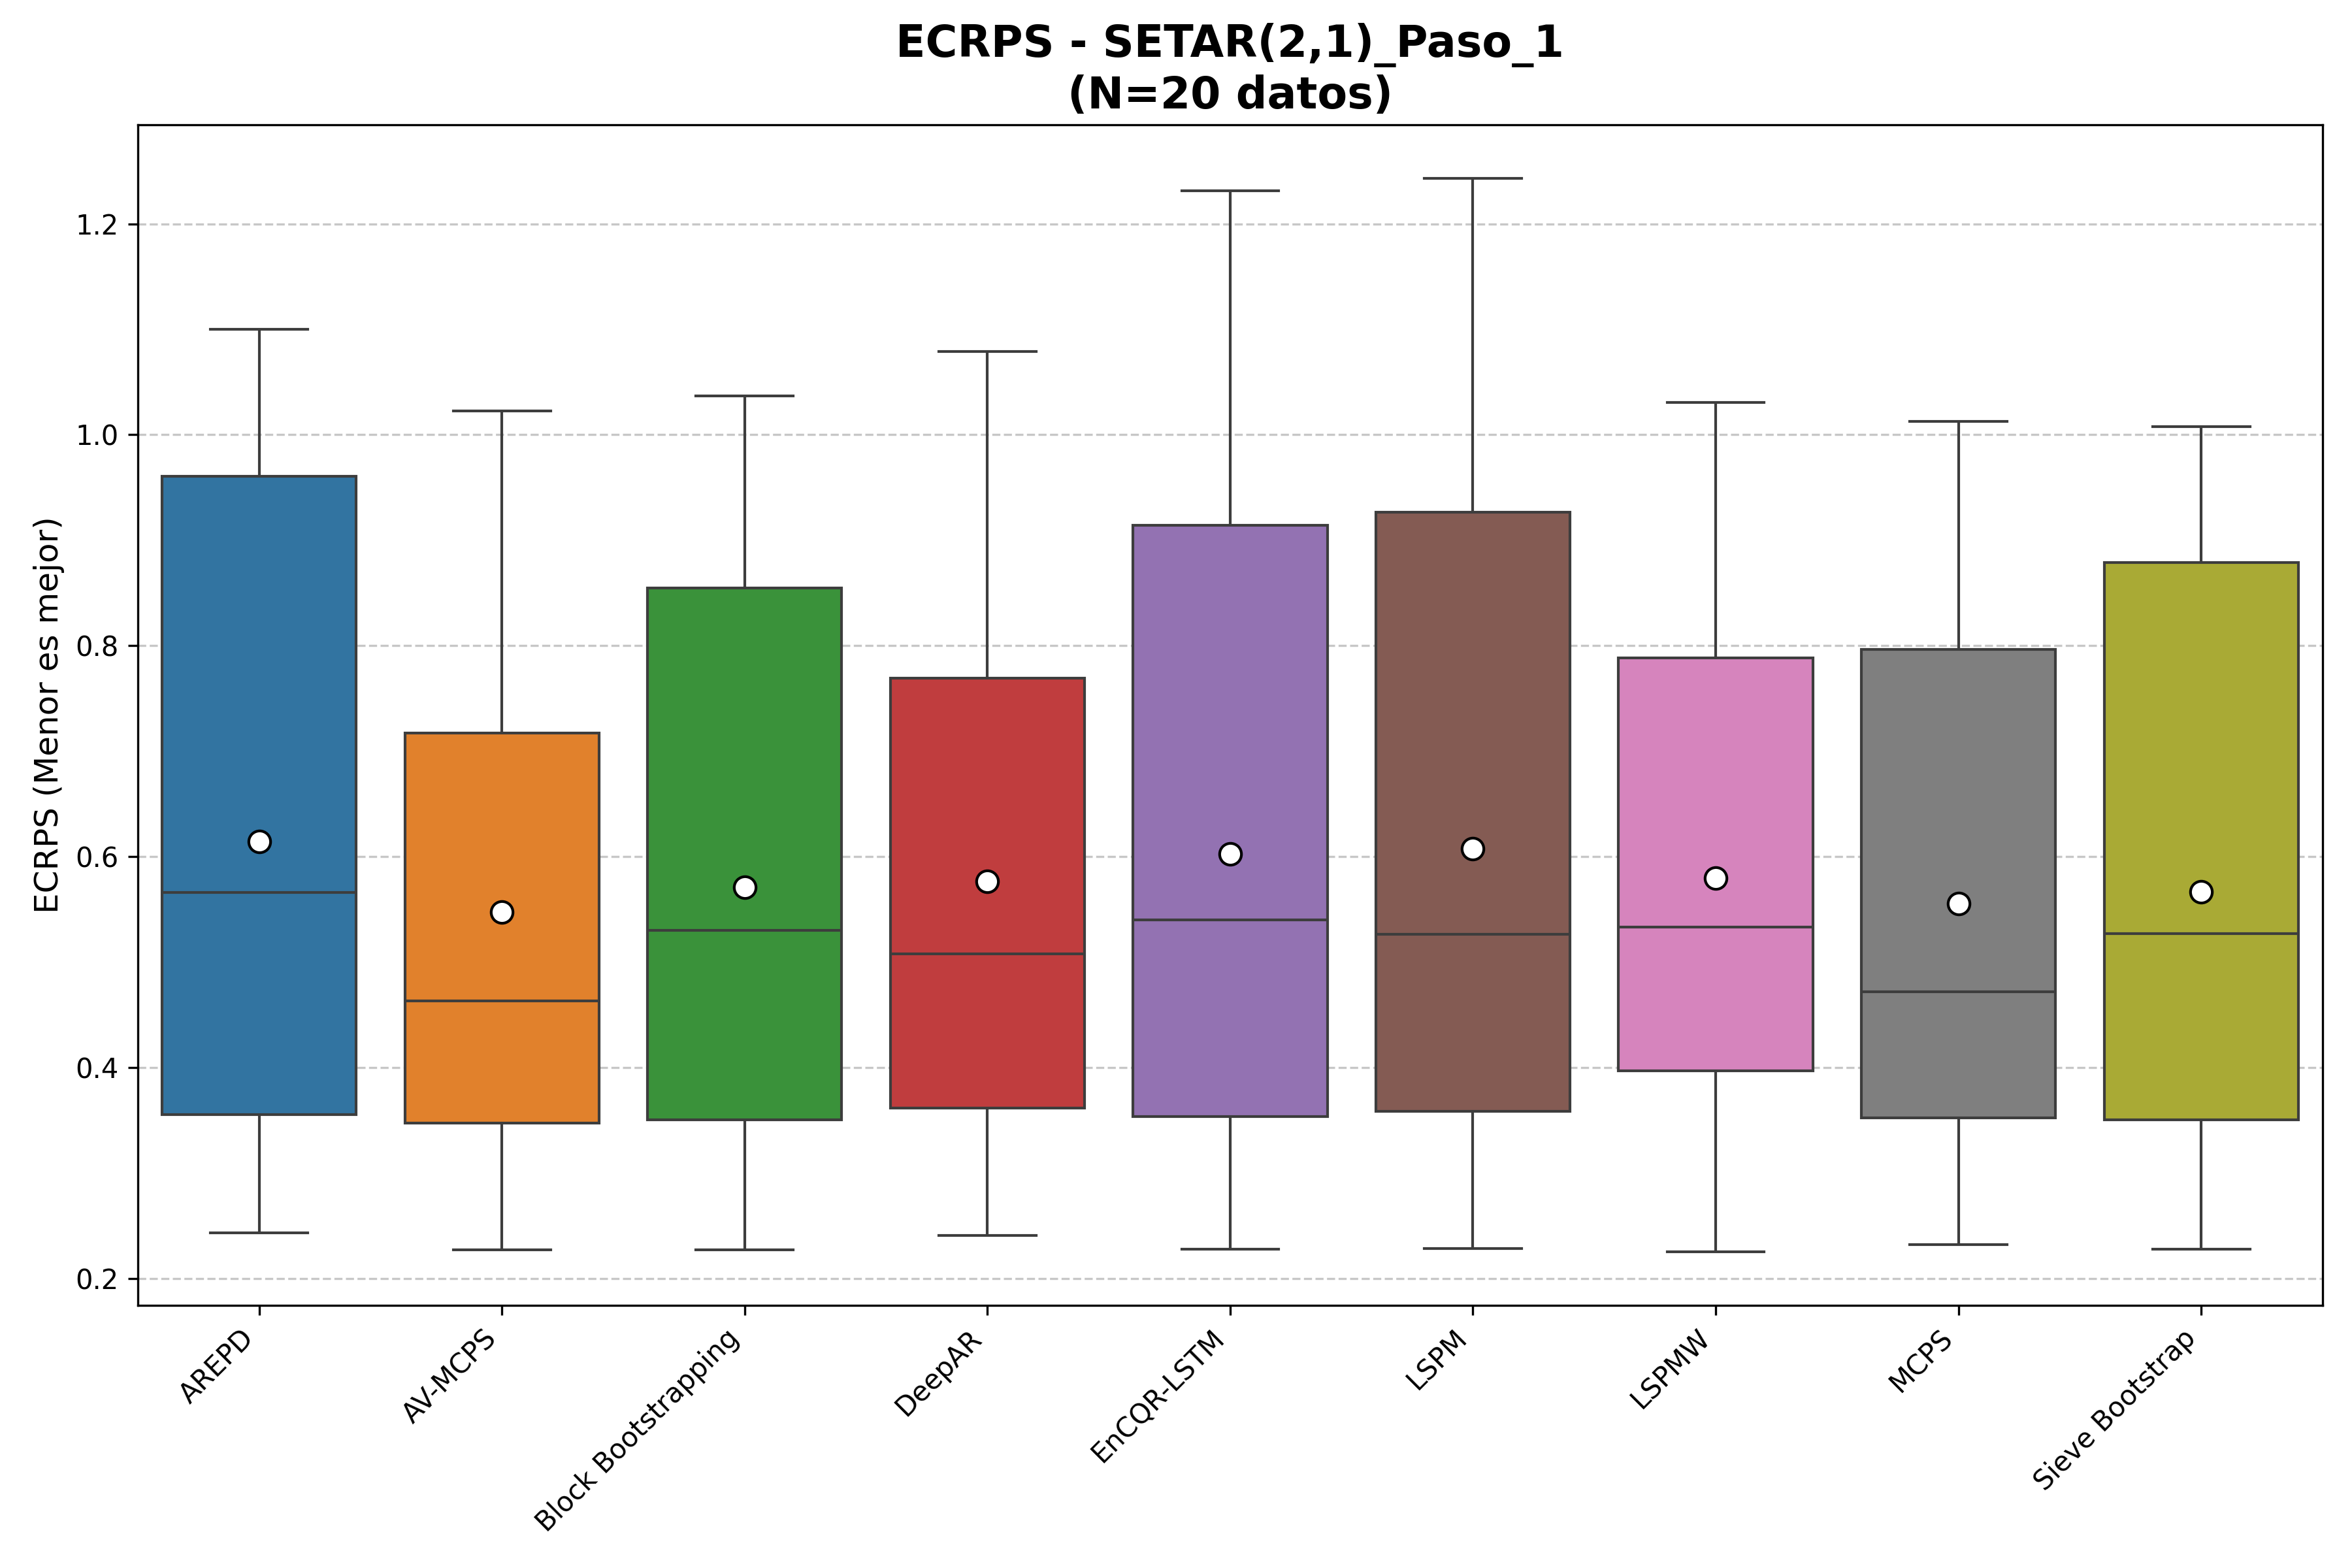 ECRPS - SETAR(2,1)_Paso_1
(N=20 datos)
ECRPS (Menor es mejor)
1.2
1.0
0.8
0.6
0.4
0.2
AREPD
AV-MCPS
Block Bootstrapping
DeepAR
EnCQR-LSTM
LSPM
LSPMW
MCPS
Sieve Bootstrap